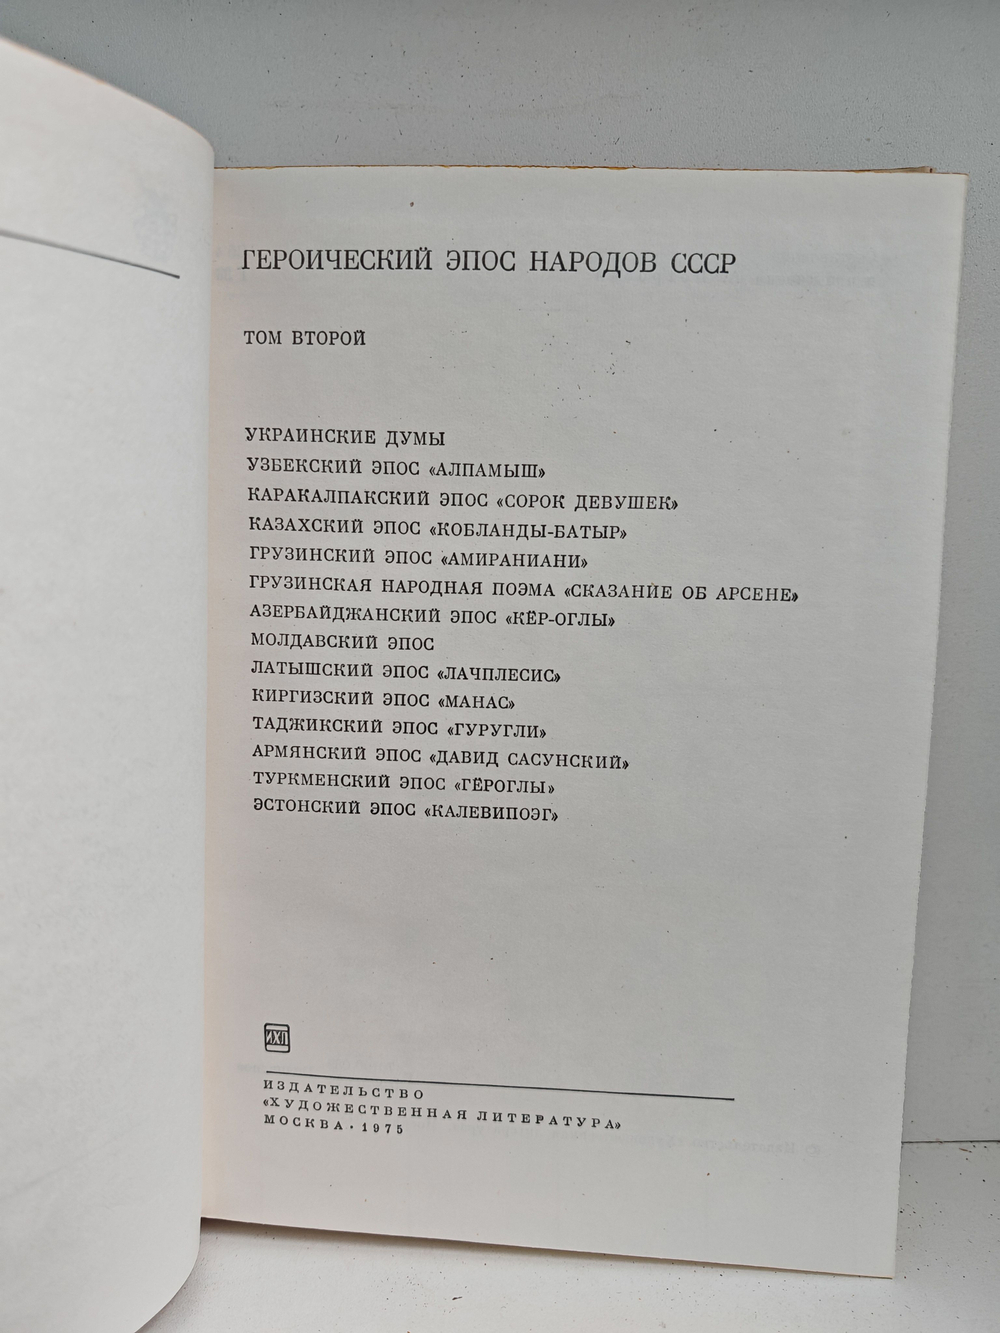 ГЕРОИЧЕСКИЙ ЭПОС НАРОДОВ СССР
ТОМ ВТОРОЙ
УКРАИНСКИЕ ДУМЫ
УЗБЕКСКИЙ ЭПОС «АЛПАМЫШ»
КАРАКАЛПАКСКИЙ ЭПОС «СОРОК ДЕВУШЕК»
КАЗАХСКИЙ ЭПОС «КОБЛАНДЫ-БАТЫР»
ГРУЗИНСКИЙ ЭПОС «АМИРАНИАНИ»
ГРУЗИНСКАЯ НАРОДНАЯ ПОЭМА «СКАЗАНИЕ ОБ АРСЕНЕ»
АЗЕРБАЙДЖАНСКИЙ ЭПОС «КЁР-ОГЛЫ»
МОЛДАВСКИЙ ЭПОС
ЛАТЫШСКИЙ ЭПОС «ЛАЧПЛЕСИС»
КИРГИЗСКИЙ ЭПОС «МАНАС»
ТАДЖИКСКИЙ ЭПОС «ГУРУГЛИ»
АРМЯНСКИЙ ЭПОС «ДАВИД САСУНСКИЙ»
ТУРКМЕНСКИЙ ЭПОС «ГЁРОГЛЫ»
ЭСТОНСКИЙ ЭПОС «КАЛЕВИПОЭГ»
ИХЛ
ИЗДАТЕЛЬСТВО
«ХУДОЖЕСТВЕННАЯ ЛИТЕРАТУРА»
МОСКВА · 1975